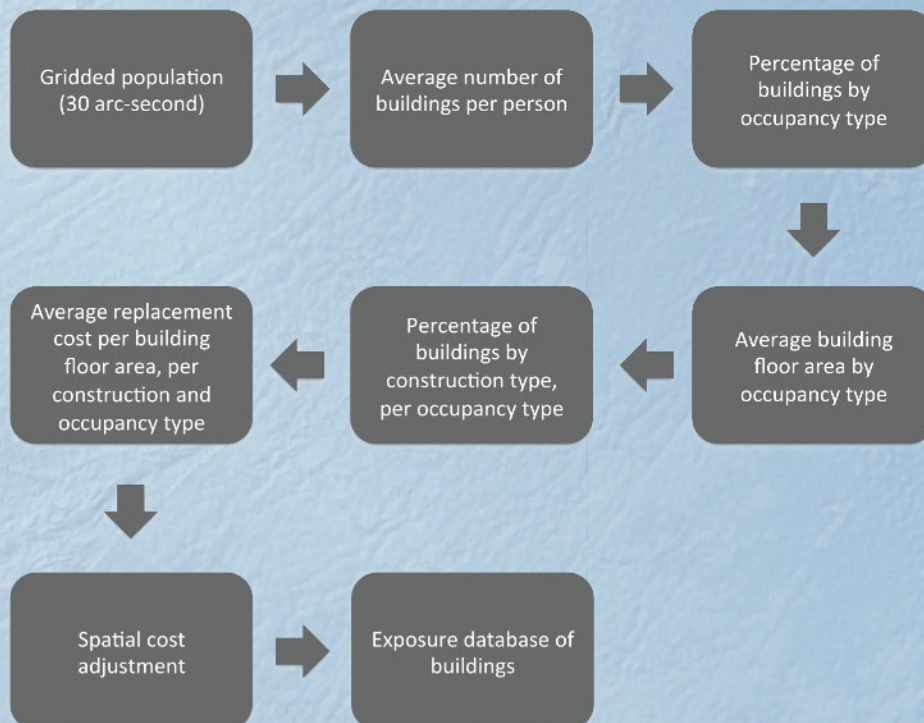 Gridded population
(30 arc-second)
Average number of
buildings per person
Percentage of
buildings by
occupancy type
Average building
floor area by
occupancy type
Percentage of
buildings by
construction type,
per occupancy type
Average replacement
cost per building
floor area, per
construction and
occupancy type
Spatial cost
adjustment
Exposure database of
buildings